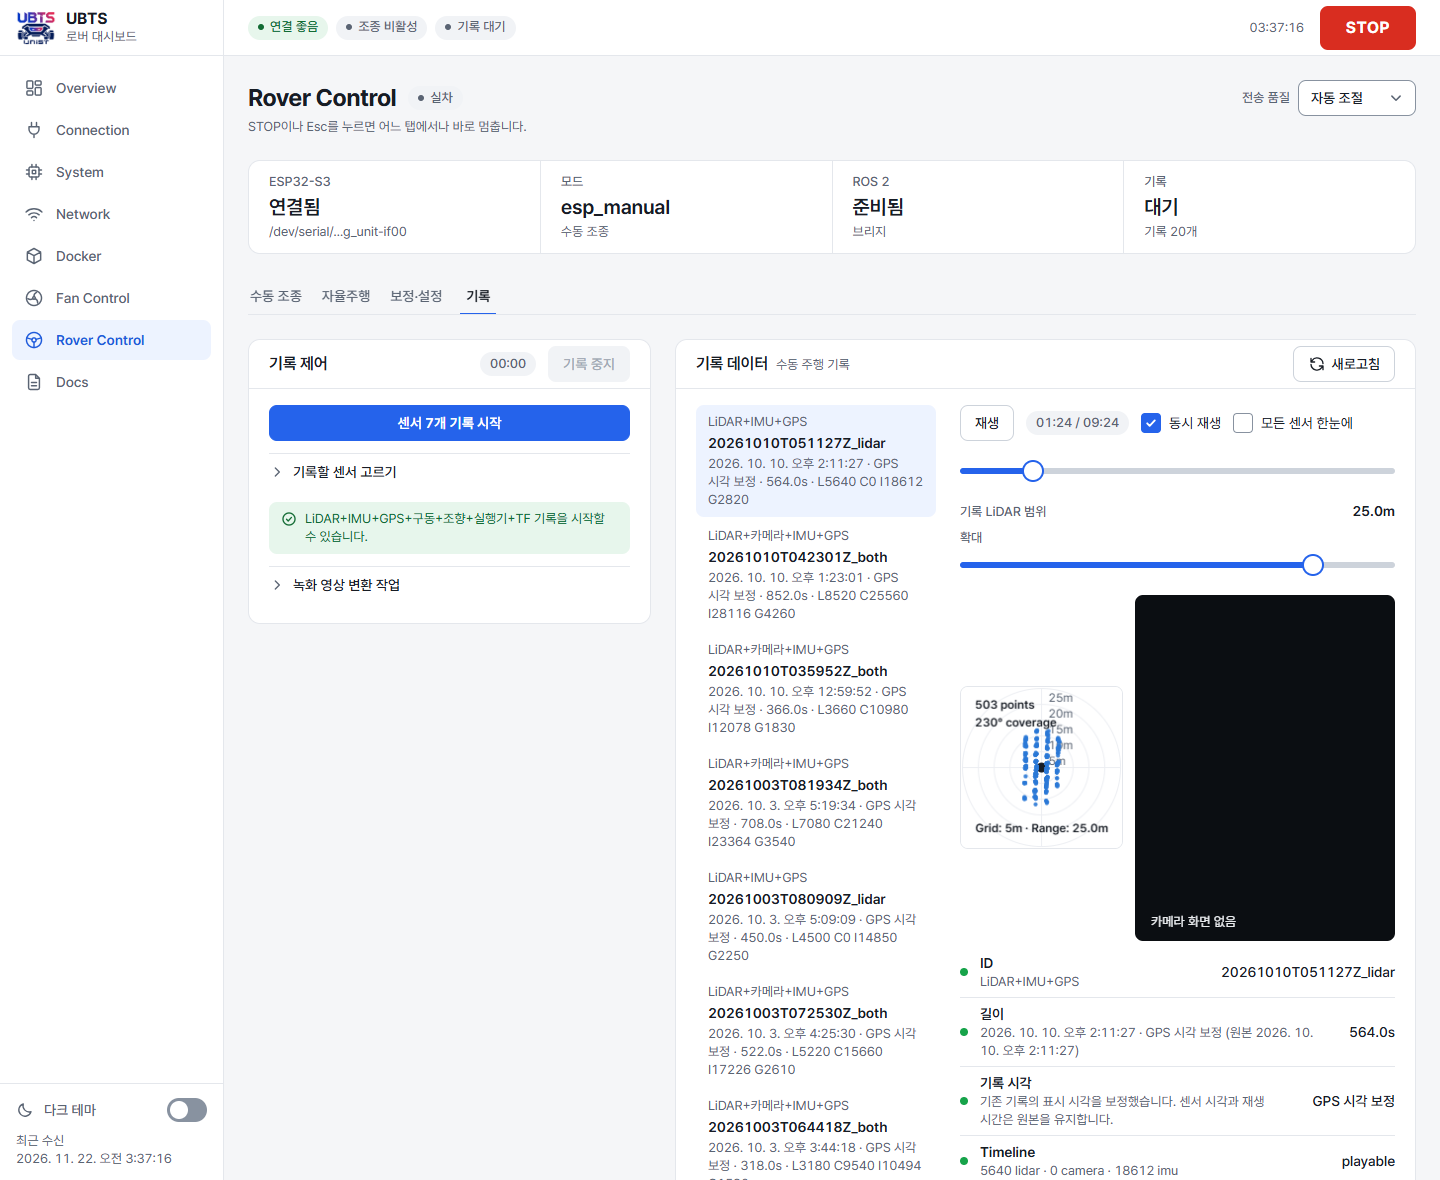 UBTS
UNIST
UBTS
로버 대시보드
연결 좋음
조종 비활성
기록 대기
03:37:16
STOP
Overview
Connection
System
Network
Docker
Fan Control
Rover Control
Docs
다크 테마
최근 수신
2026. 11. 22. 오전 3:37:16
Rover Control
실차
STOP이나 Esc를 누르면 어느 탭에서나 바로 멈춥니다.
전송 품질
자동 조절
ESP32-S3
연결됨
/dev/serial/...g_unit-if00
모드
esp_manual
수동 조종
ROS 2
준비됨
브리지
기록
대기
기록 20개
수동 조종
자율주행
보정·설정
기록
기록 제어
00:00
기록 중지
센서 7개 기록 시작
기록할 센서 고르기
LiDAR+IMU+GPS+구동+조향+실행기+TF 기록을 시작할
수 있습니다.
녹화 영상 변환 작업
기록 데이터
수동 주행 기록
새로고침
LiDAR+IMU+GPS
20261010T051127Z_lidar
2026. 10. 10. 오후 2:11:27 · GPS
시각 보정 · 564.0s · L5640 C0 I18612
G2820
LiDAR+카메라+IMU+GPS
20261010T042301Z_both
2026. 10. 10. 오후 1:23:01 · GPS
시각 보정 · 852.0s · L8520 C25560
I28116 G4260
LiDAR+카메라+IMU+GPS
20261010T035952Z_both
2026. 10. 10. 오후 12:59:52 · GPS
시각 보정 · 366.0s · L3660 C10980
I12078 G1830
LiDAR+카메라+IMU+GPS
20261003T081934Z_both
2026. 10. 3. 오후 5:19:34 · GPS 시각
보정 · 708.0s · L7080 C21240
I23364 G3540
LiDAR+IMU+GPS
20261003T080909Z_lidar
2026. 10. 3. 오후 5:09:09 · GPS 시각
보정 · 450.0s · L4500 C0 I14850
G2250
LiDAR+카메라+IMU+GPS
20261003T072530Z_both
2026. 10. 3. 오후 4:25:30 · GPS 시각
보정 · 522.0s · L5220 C15660
I17226 G2610
LiDAR+카메라+IMU+GPS
20261003T064418Z_both
2026. 10. 3. 오후 3:44:18 · GPS 시각
보정 · 318.0s · L3180 C9540 I10494
재생
01:24 / 09:24
동시 재생
모든 센서 한눈에
기록 LiDAR 범위
25.0m
확대
503 points
230° coverage
25m
20m
15m
10m
5m
Grid: 5m · Range: 25.0m
카메라 화면 없음
ID
LiDAR+IMU+GPS
20261010T051127Z_lidar
길이
2026. 10. 10. 오후 2:11:27 · GPS 시각 보정 (원본 2026. 10.
10. 오후 2:11:27)
564.0s
기록 시각
기존 기록의 표시 시각을 보정했습니다. 센서 시각과 재생
시간은 원본을 유지합니다.
GPS 시각 보정
Timeline
5640 lidar · 0 camera · 18612 imu
playable